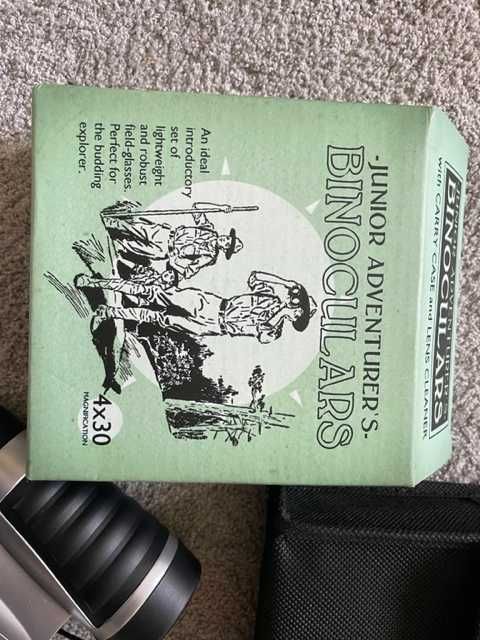 BINOCULARS
with CARRY CASE and LENS CLEANER
-JUNIOR ADVENTURER'S-
BINOCULARS
An ideal
introductory
set of
lightweight
and robust
field-glasses.
Perfect for
the budding
explorer.
4x30
MAGNIFICATION